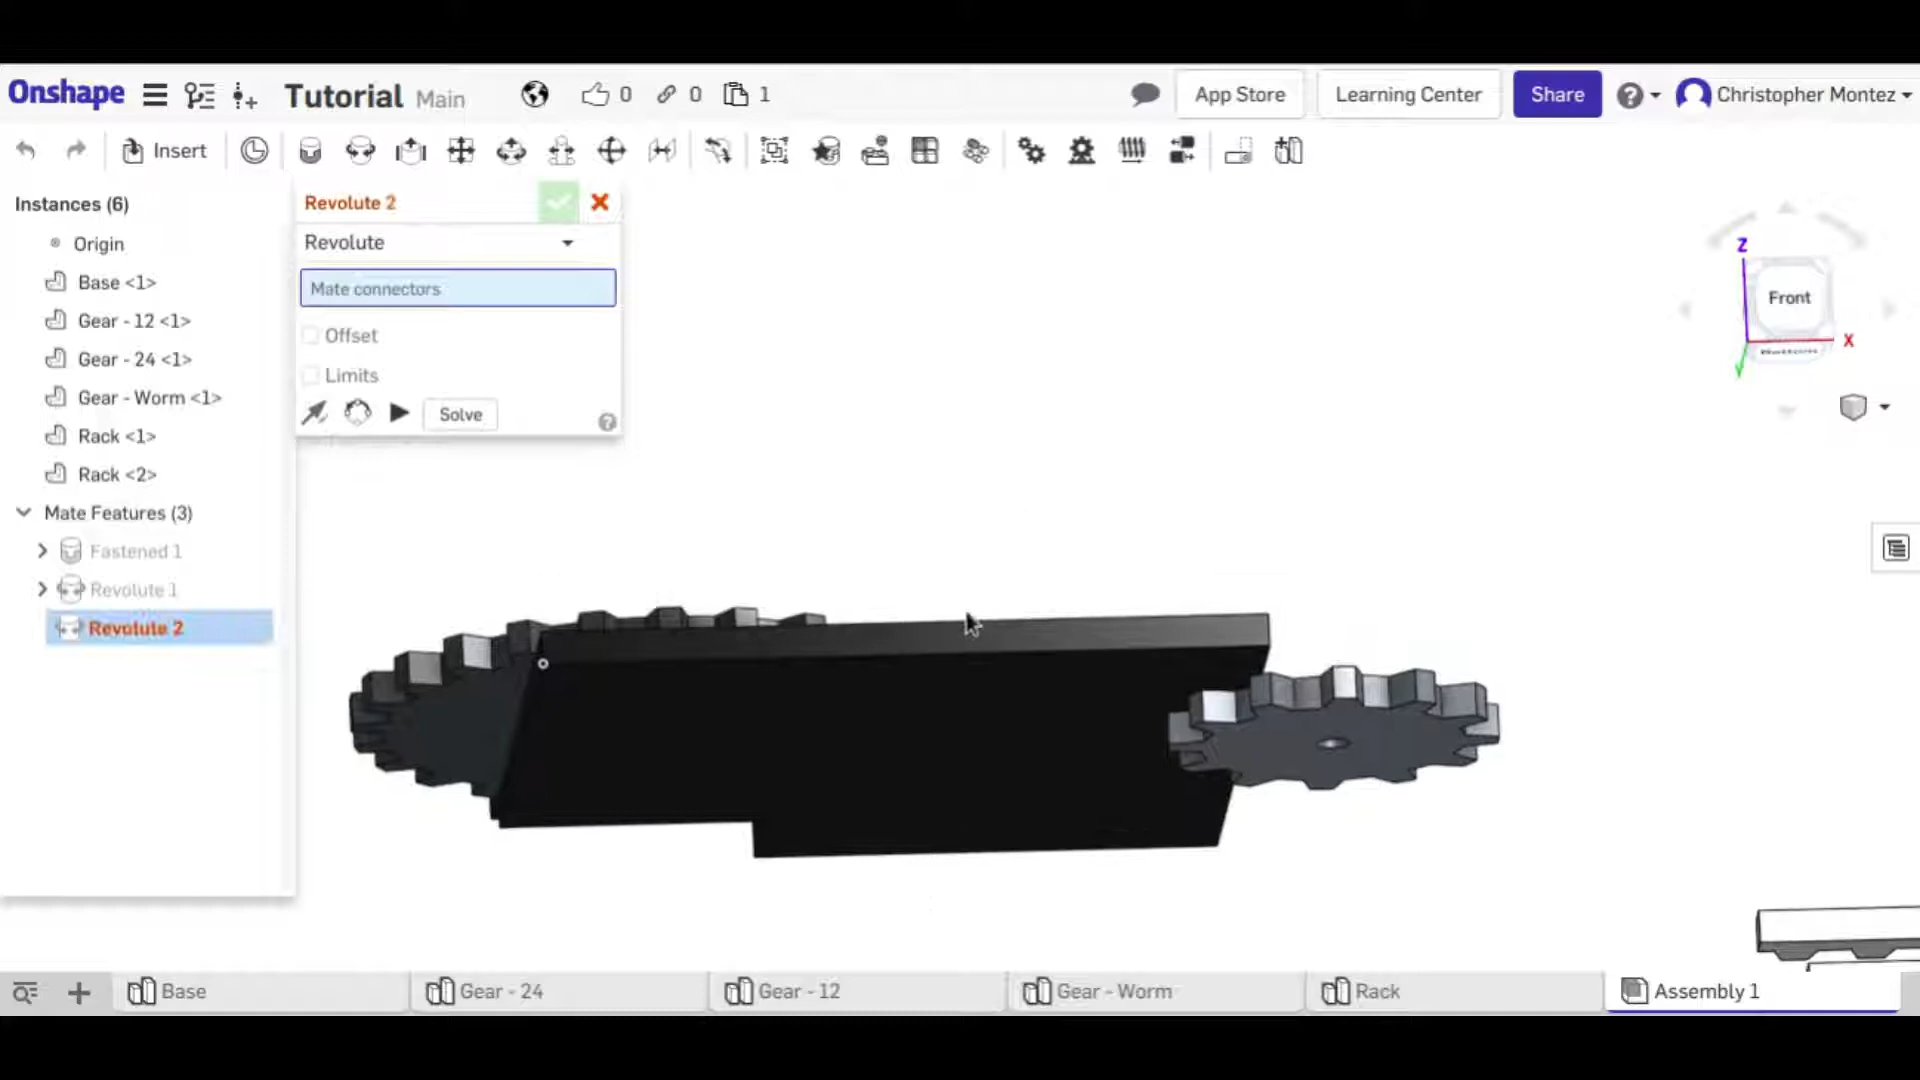 Onshape Tutorial Main 0 0 1 App Store Learning Center Share Christopher Montez
Insert
Instances (6)
Origin
Base <1>
Gear - 12 <1>
Gear - 24 <1>
Gear - Worm <1>
Rack <1>
Rack <2>
Mate Features (3)
Fastened 1
Revolute 1
Revolute 2
Revolute 2
Revolute
Mate connectors
Offset
Limits
Solve
Z
Front
X
Bottom
Y
Base Gear - 24 Gear - 12 Gear - Worm Rack Assembly 1